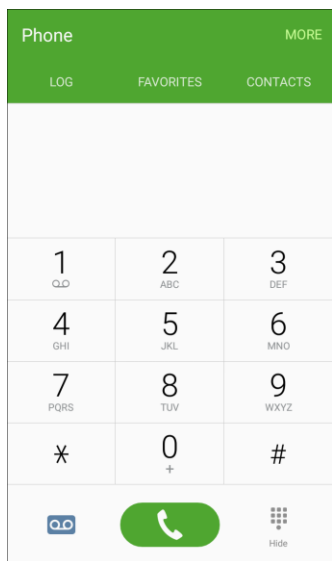 Phone MORE
LOG FAVORITES CONTACTS
1 2 3
ABC DEF
4 5 6
GHI JKL MNO
7 8 9
PQRS TUV WXYZ
* 0 #
+
Hide